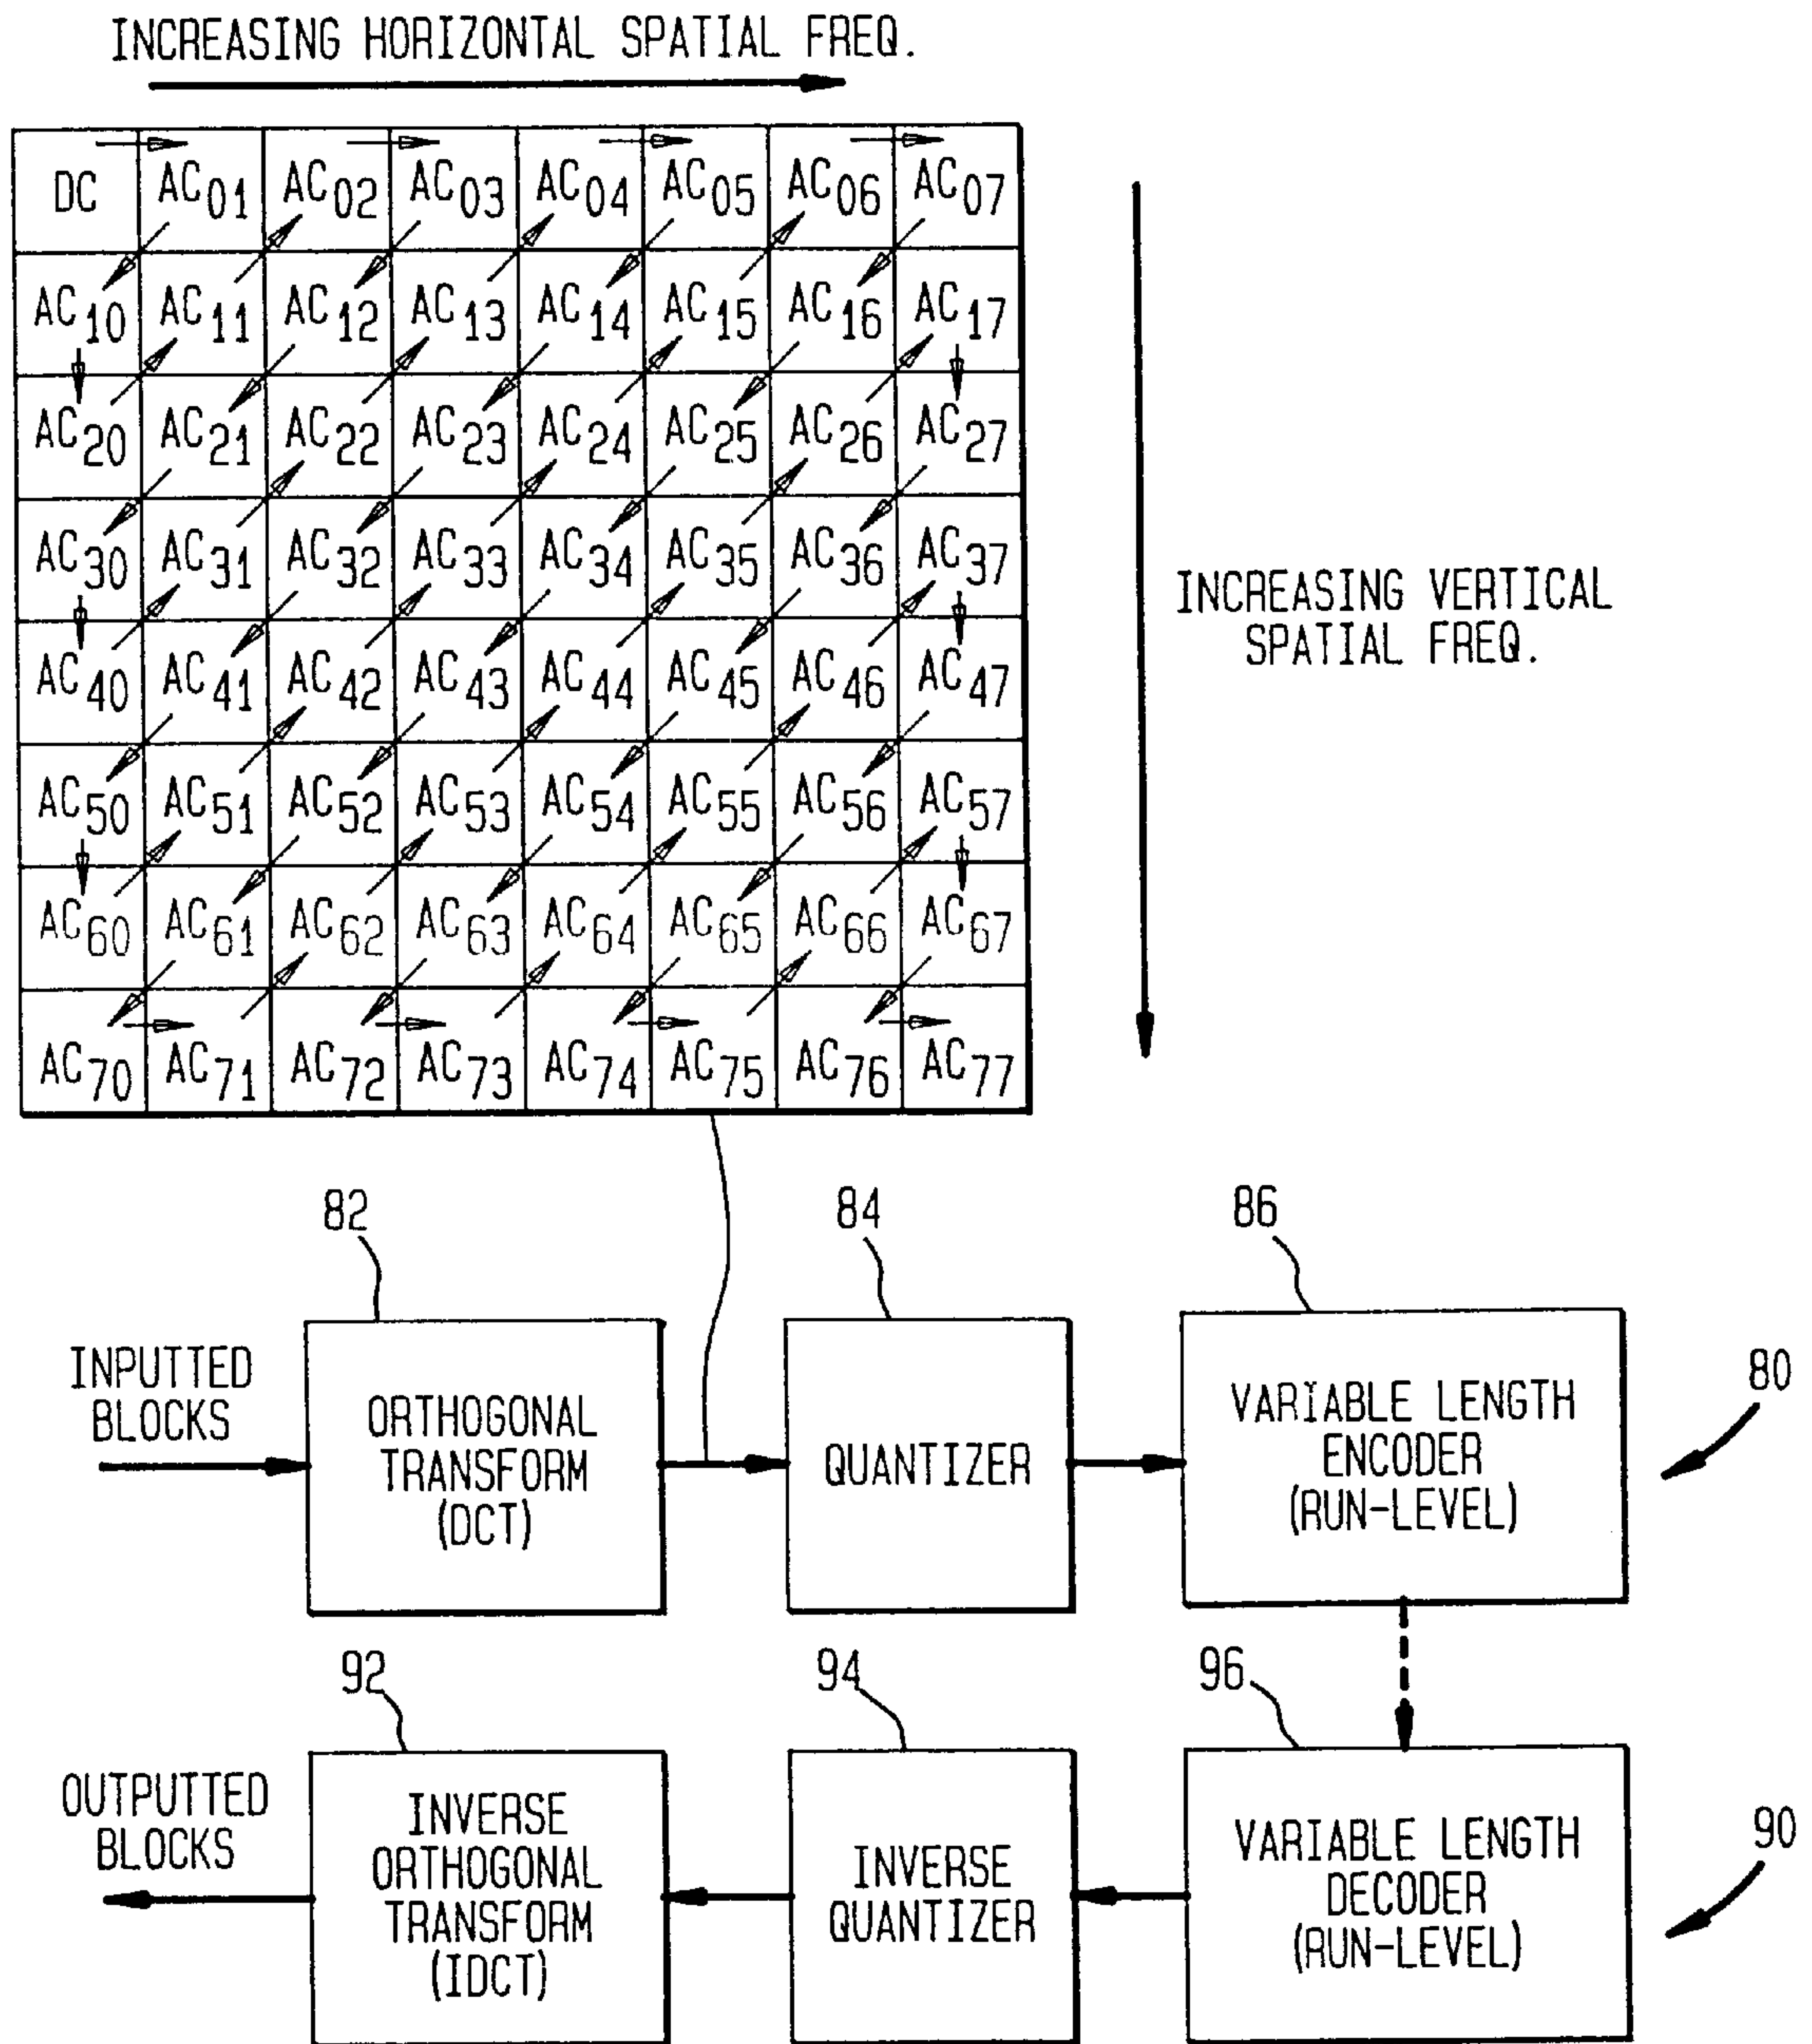 INCREASING HORIZONTAL SPATIAL FREQ.
DC AC01 AC02 AC03 AC04 AC05 AC06 AC07
AC10 AC11 AC12 AC13 AC14 AC15 AC16 AC17
AC20 AC21 AC22 AC23 AC24 AC25 AC26 AC27
AC30 AC31 AC32 AC33 AC34 AC35 AC36 AC37
AC40 AC41 AC42 AC43 AC44 AC45 AC46 AC47
AC50 AC51 AC52 AC53 AC54 AC55 AC56 AC57
AC60 AC61 AC62 AC63 AC64 AC65 AC66 AC67
AC70 AC71 AC72 AC73 AC74 AC75 AC76 AC77
INCREASING VERTICAL
SPATIAL FREQ.
82
84
86
INPUTTED
BLOCKS
ORTHOGONAL
TRANSFORM
(DCT)
QUANTIZER
VARIABLE LENGTH
ENCODER
(RUN-LEVEL)
80
92
94
96
OUTPUTTED
BLOCKS
INVERSE
ORTHOGONAL
TRANSFORM
(IDCT)
INVERSE
QUANTIZER
VARIABLE LENGTH
DECODER
(RUN-LEVEL)
90